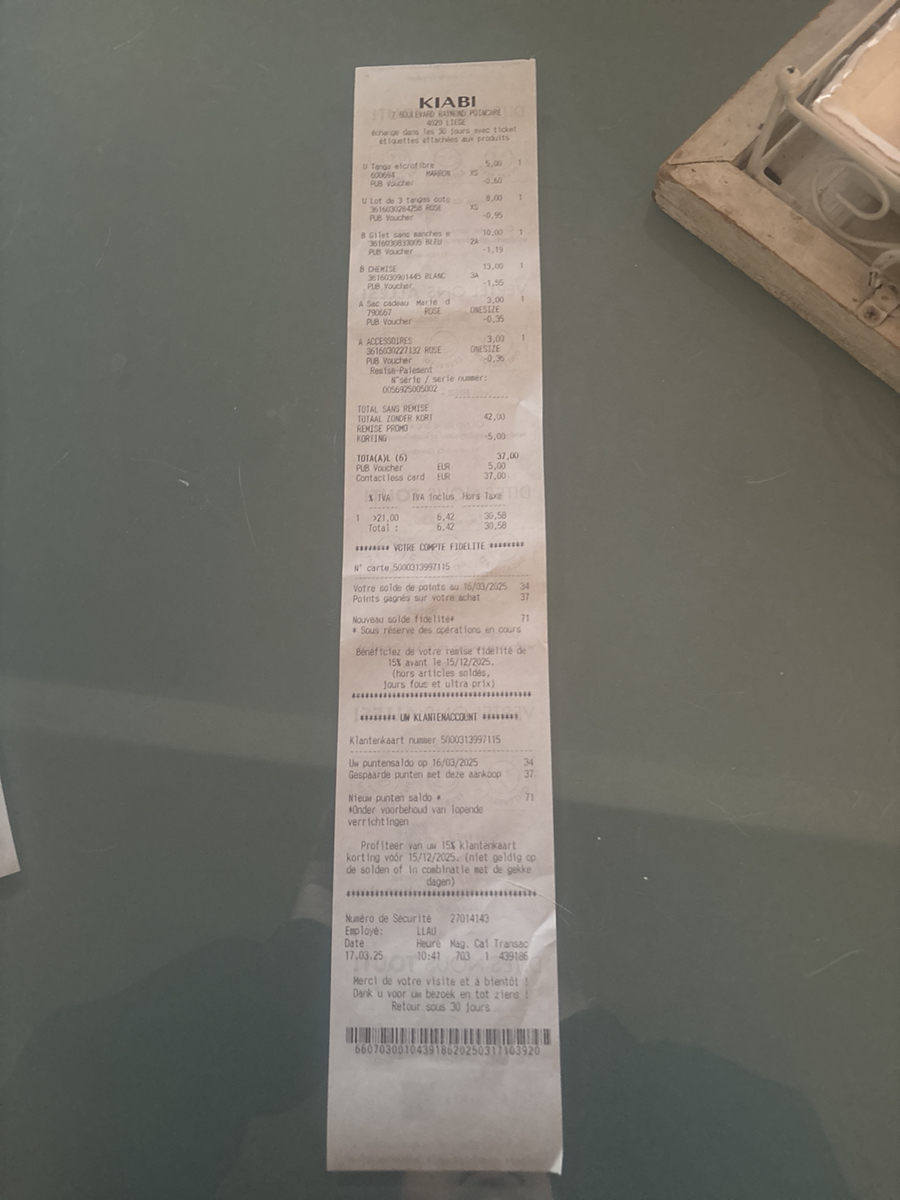 KIABI
BOULEVARD RAYMOND POINCARE
4020 LIEGE
échange dans les 30 jours avec ticket
étiquettes attachées aux produits
U Tanga microfibre 5,00 1
600664 MARRON XS
PUB Voucher -0,60
U Lot de 3 tangas dots 8,00 1
3616030284258 ROSE XS
PUB Voucher -0,95
B Gilet sans manches e 10,00 1
BLEU 2A
PUB Voucher -1,19
B CHEMISE 13,00 1
3616030901445 BLANC 3A
PUB Voucher -1,55
A Sac cadeau Marie d 3,00 1
790667 ROSE ONESIZE
PUB Voucher -0,35
A ACCESSOIRES 3,00 1
3616030227132 ROSE ONESIZE
PUB Voucher -0,36
Remise-Paiement
N°série / serie nummer:
0056925005002
TOTAL SANS REMISE
TOTAAL ZONDER KORT 42,00
REMISE PROMO
KORTING -5,00
TOTA(A)L (6) 37,00
PUB Voucher EUR 5,00
Contactless card EUR 37,00
% TVA TVA inclus Hors Taxe
1 >21,00 6,42 30,58
Total : 6,42 30,58
******** VOTRE COMPTE FIDELITE ********
N° carte 5000313997115
Votre solde de points au 16/03/2025 34
Points gagnés sur votre achat 37
Nouveau solde fidelite* 71
* Sous réserve des opérations en cours
Bénéficiez de votre remise fidélité de
15% avant le 15/12/2025.
(hors articles soldés,
jours fous et ultra prix)
****************************************
******** UW KLANTENACCOUNT ********
Klantenkaart nummer 5000313997115
Uw puntensaldo op 16/03/2025 34
Gespaarde punten met deze aankoop 37
Nieuw punten saldo * 71
*Onder voorbehoud van lopende
verrichtingen
Profiteer van uw 15% klantenkaart
korting vóór 15/12/2025. (niet geldig op
de solden of in combinatie met de gekke
dagen)
****************************************
Numéro de Sécurité 27014143
Employé: LLAU
Date Heure Mag. Cai Transac
17.03.25 10:41 703 1 439186
Merci de votre visite et à bientôt !
Dank u voor uw bezoek en tot ziens !
Retour sous 30 jours
660703001043918620250317103920